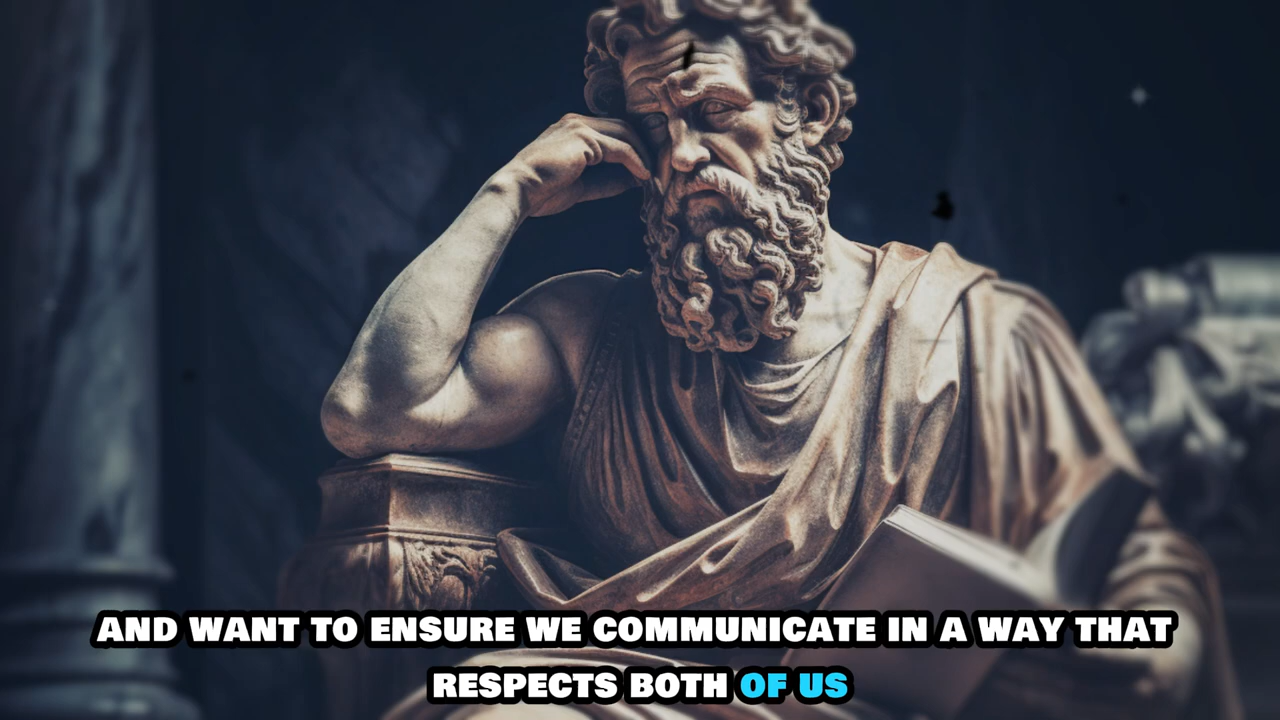 AND WANT TO ENSURE WE COMMUNICATE IN A WAY THAT
RESPECTS BOTH OF US